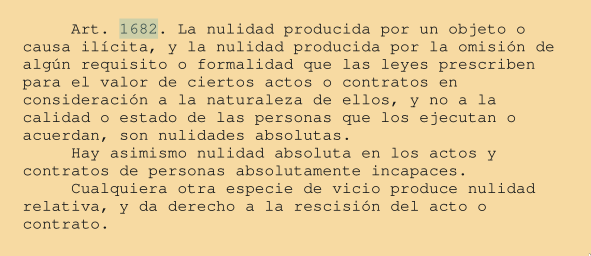 Art. 1682. La nulidad producida por un objeto o
causa ilícita, y la nulidad producida por la omisión de
algún requisito o formalidad que las leyes prescriben
para el valor de ciertos actos o contratos en
consideración a la naturaleza de ellos, y no a la
calidad o estado de las personas que los ejecutan o
acuerdan, son nulidades absolutas.
Hay asimismo nulidad absoluta en los actos y
contratos de personas absolutamente incapaces.
Cualquiera otra especie de vicio produce nulidad
relativa, y da derecho a la rescisión del acto o
contrato.